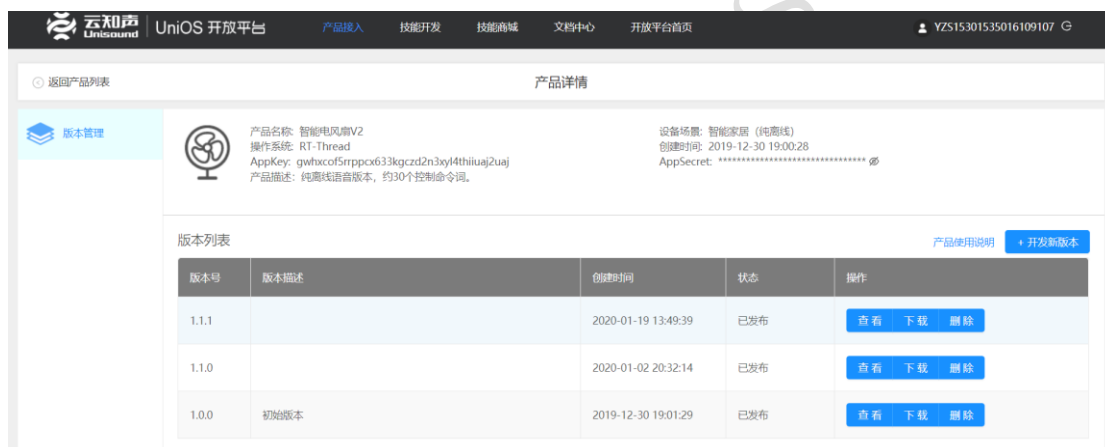 云知声 Unisound UniOS 开放平台 产品接入 技能开发 技能商城 文档中心 开放平台首页 YZS15301535016109107
返回产品列表 产品详情
版本管理
产品名称: 智能电风扇V2 设备场景: 智能家居 (纯离线)
操作系统: RT-Thread 创建时间: 2019-12-30 19:00:28
AppKey: gwhxcof5rrppcx633kgczd2n3xyl4thiiuaj2uaj AppSecret: *********************************
产品描述: 纯离线语音版本, 约30个控制命令词。
版本列表 产品使用说明 + 开发新版本
版本号 版本描述 创建时间 状态 操作
1.1.1 2020-01-19 13:49:39 已发布 查看 下载 删除
1.1.0 2020-01-02 20:32:14 已发布 查看 下载 删除
1.0.0 初始版本 2019-12-30 19:01:29 已发布 查看 下载 删除